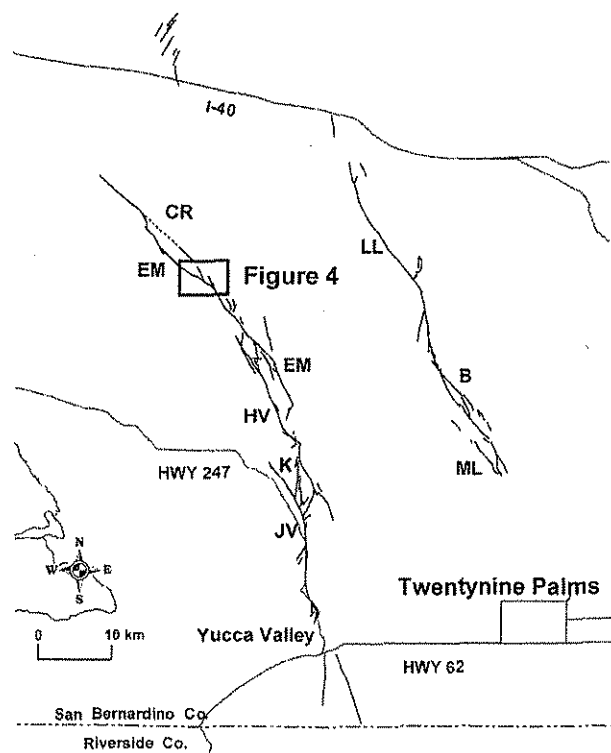 I-40
CR
LL
EM
Figure 4
EM
B
HV
K
HWY 247
ML
JV
N
W E
S
Twentynine Palms
0 10 km
Yucca Valley
HWY 62
San Bernardino Co.
Riverside Co.